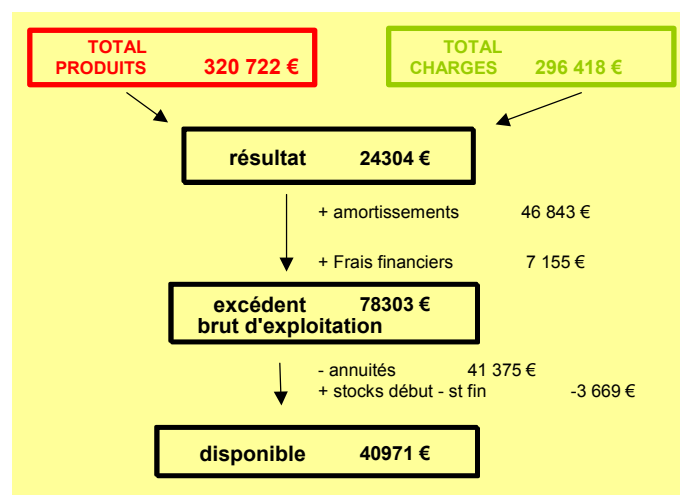 TOTAL
PRODUITS 320 722 €
TOTAL
CHARGES 296 418 €
résultat 24304 €
+ amortissements 46 843 €
+ Frais financiers 7 155 €
excédent 78303 €
brut d'exploitation
- annuités 41 375 €
+ stocks début - st fin -3 669 €
disponible 40971 €